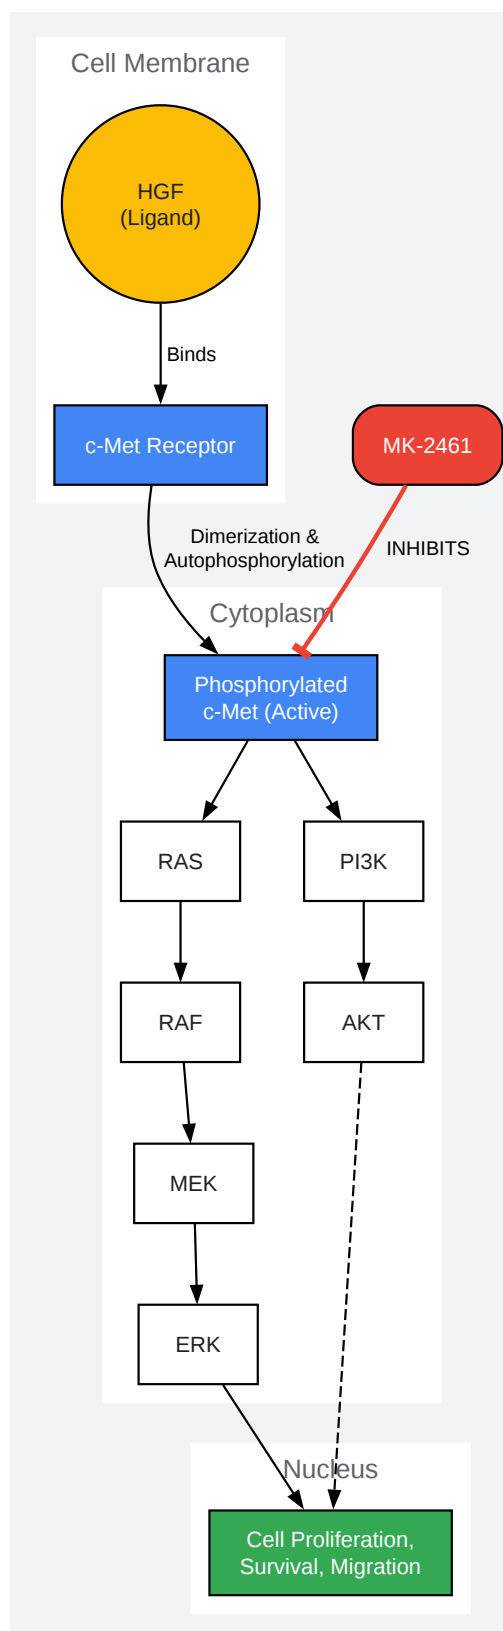 Cell Membrane
HGF
(Ligand)
Binds
c-Met Receptor
MK-2461
Dimerization &
Autophosphorylation
INHIBITS
Cytoplasm
Phosphorylated
c-Met (Active)
RAS
PI3K
RAF
AKT
MEK
ERK
Nucleus
Cell Proliferation,
Survival, Migration